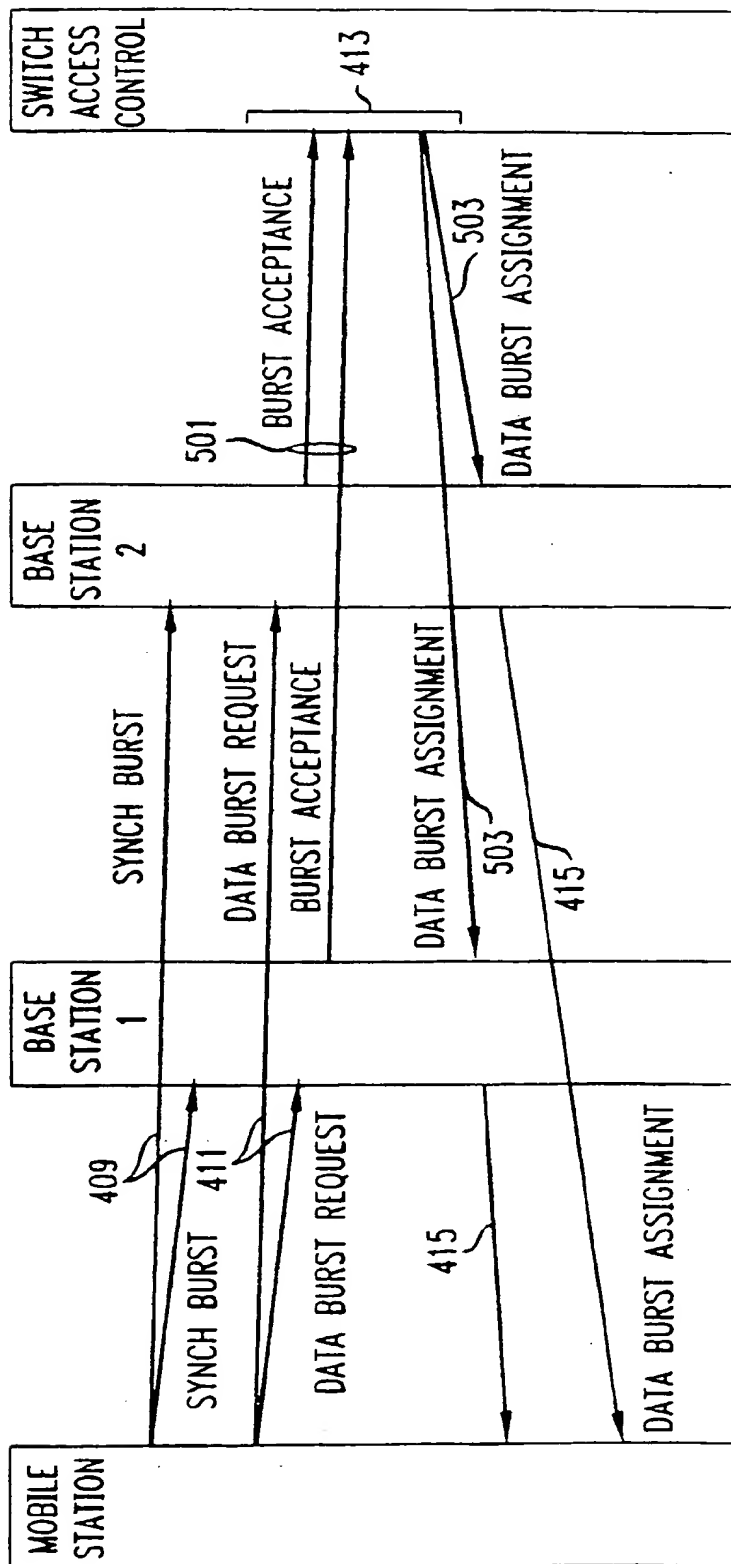 MOBILE
STATION
BASE
STATION
1
BASE
STATION
2
SWITCH
ACCESS
CONTROL
SYNCH BURST
409
SYNCH BURST
411
DATA BURST REQUEST
DATA BURST REQUEST
BURST ACCEPTANCE
501
BURST ACCEPTANCE
413
DATA BURST ASSIGNMENT
503
503
DATA BURST ASSIGNMENT
415
415
DATA BURST ASSIGNMENT